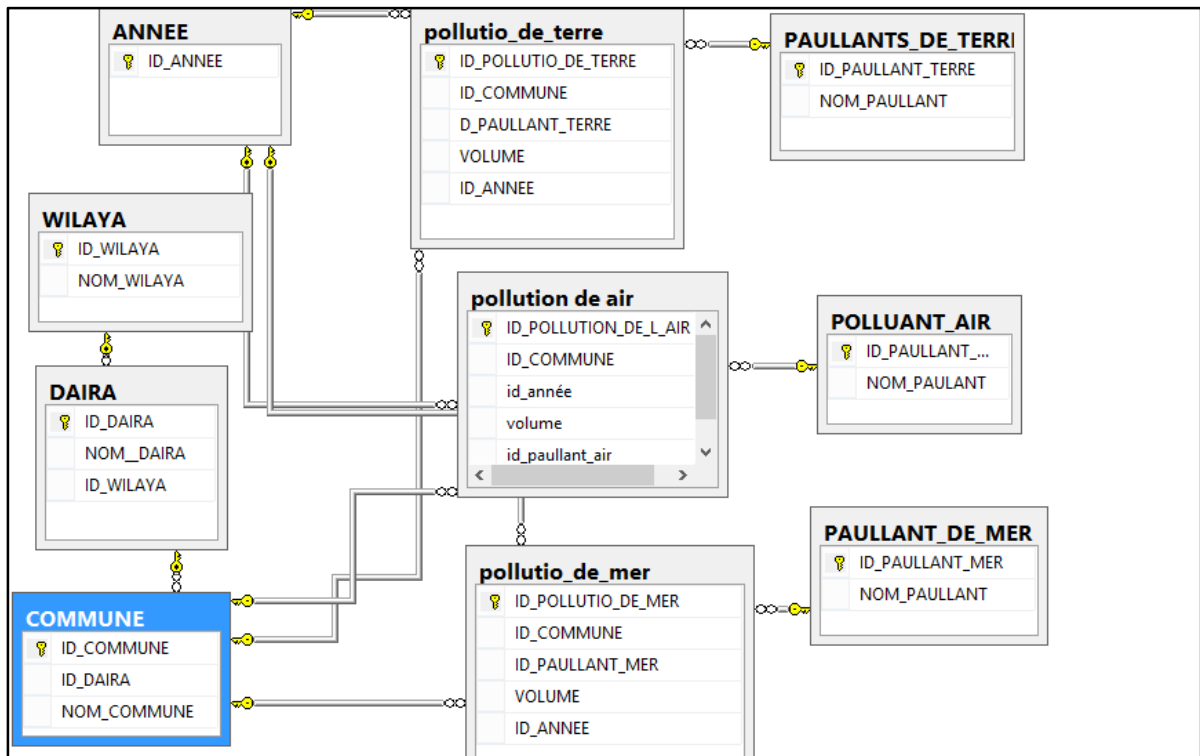 ANNEE
ID_ANNEE
pollutio_de_terre
ID_POLLUTIO_DE_TERRE
ID_COMMUNE
D_PAULLANT_TERRE
VOLUME
ID_ANNEE
PAULLANTS_DE_TERRI
ID_PAULLANT_TERRE
NOM_PAULLANT
WILAYA
ID_WILAYA
NOM_WILAYA
pollution de air
ID_POLLUTION_DE_L_AIR
ID_COMMUNE
id_année
volume
id_paullant_air
POLLUANT_AIR
ID_PAULLANT_...
NOM_PAULANT
DAIRA
ID_DAIRA
NOM__DAIRA
ID_WILAYA
COMMUNE
ID_COMMUNE
ID_DAIRA
NOM_COMMUNE
pollutio_de_mer
ID_POLLUTIO_DE_MER
ID_COMMUNE
ID_PAULLANT_MER
VOLUME
ID_ANNEE
PAULLANT_DE_MER
ID_PAULLANT_MER
NOM_PAULLANT